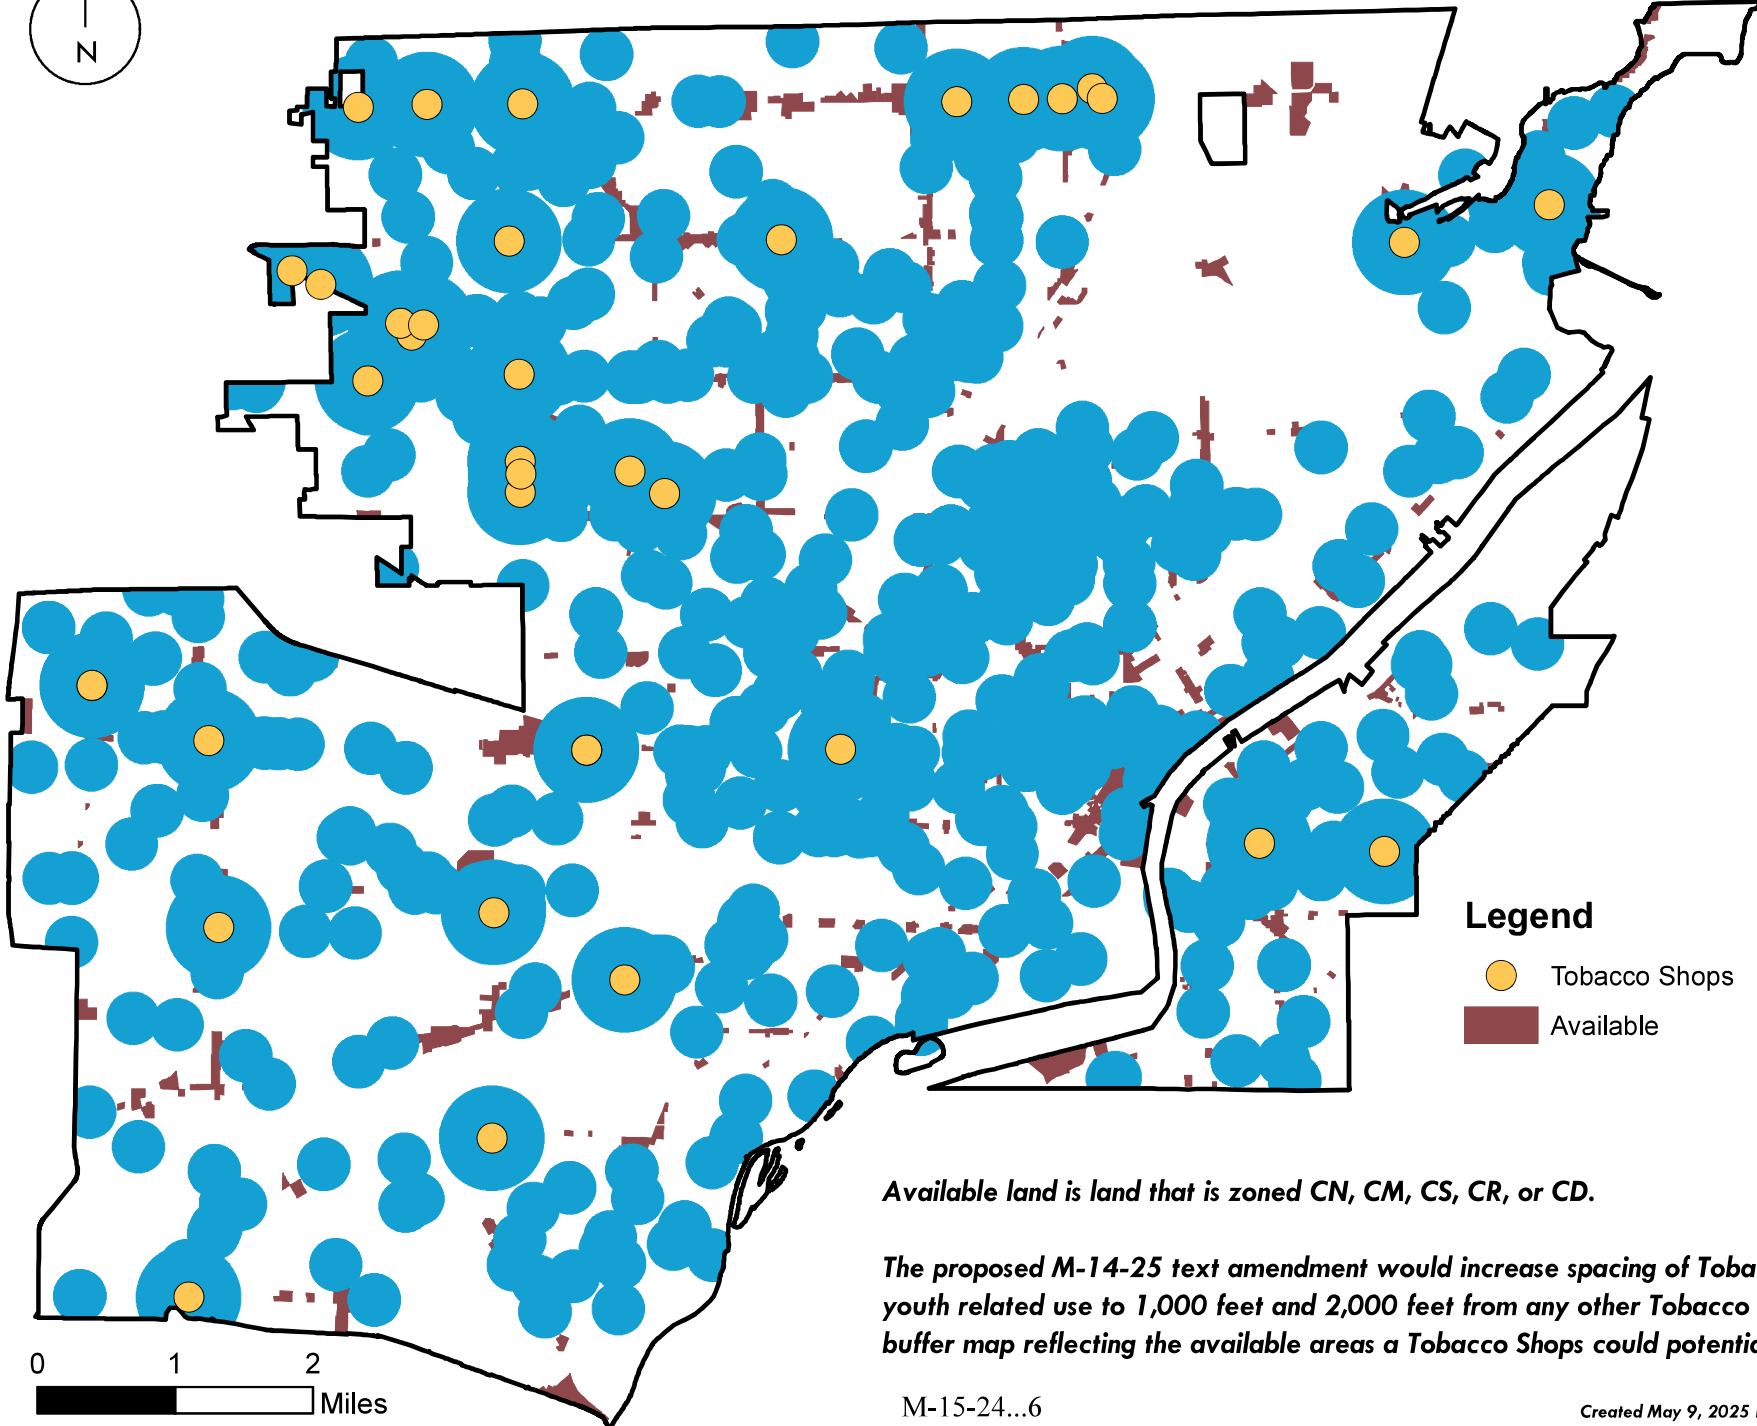 N
Legend
Tobacco Shops
Available
Available land is land that is zoned CN, CM, CS, CR, or CD.
The proposed M-14-25 text amendment would increase spacing of
youth related use to 1,000 feet and 2,000 feet from any other Tobacco
buffer map reflecting the available areas a Tobacco Shops could
0 1 2
Miles
M-15-24...6
Created May 9, 2025